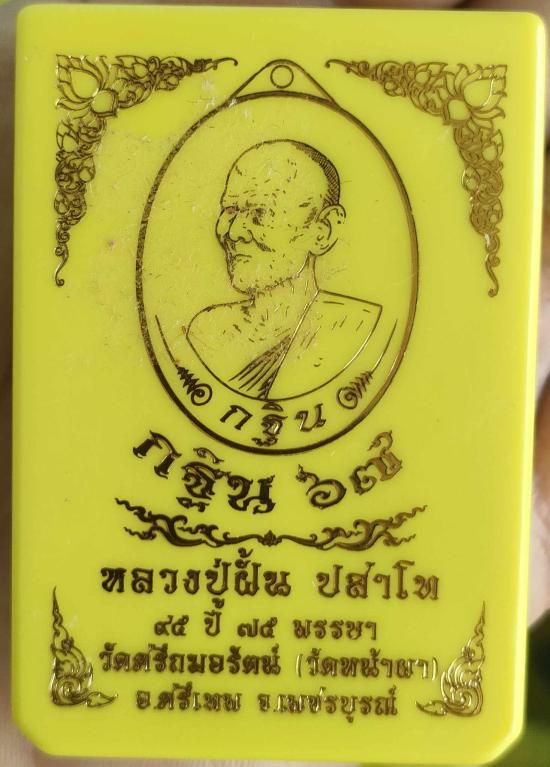 กฐิน
กฐิน ๖๗
หลวงปู่ฝั้น ปสาโท
๙๕ ปี ๗๕ พรรษา
วัดศรีถมอรัตน์ (วัดหน้าผา)
อ.ศรีเทพ จ.เพชรบูรณ์